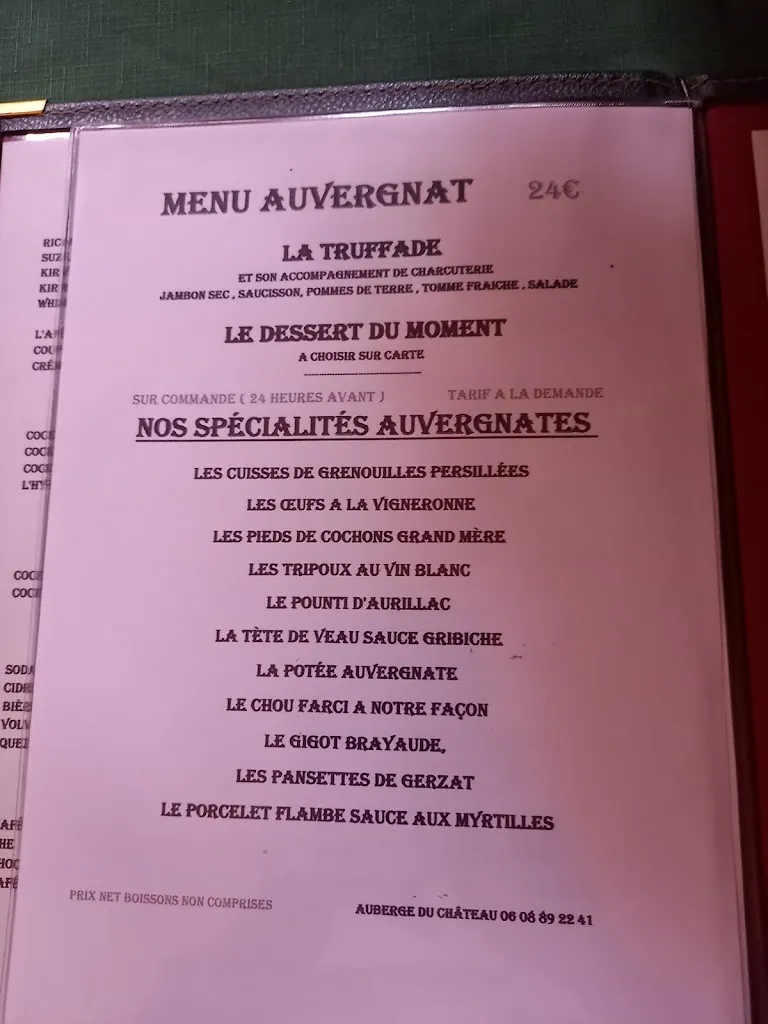 MENU AUVERGNAT 24€
LA TRUFFADE
ET SON ACCOMPAGNEMENT DE CHARCUTERIE
JAMBON SEC , SAUCISSON, POMMES DE TERRE , TOMME FRAICHE . SALADE
LE DESSERT DU MOMENT
A CHOISIR SUR CARTE
SUR COMMANDE ( 24 HEURES AVANT ) TARIF A LA DEMANDE
NOS SPÉCIALITÉS AUVERGNATES
LES CUISSES DE GRENOUILLES PERSILLÉES
LES ŒUFS A LA VIGNERONNE
LES PIEDS DE COCHONS GRAND MÈRE
LES TRIPOUX AU VIN BLANC
LE POUNTI D'AURILLAC
LA TÈTE DE VEAU SAUCE GRIBICHE
LA POTÉE AUVERGNATE
LE CHOU FARCI A NOTRE FAÇON
LE GIGOT BRAYAUDE,
LES PANSETTES DE GERZAT
LE PORCELET FLAMBE SAUCE AUX MYRTILLES
PRIX NET BOISSONS NON COMPRISES
AUBERGE DU CHÂTEAU 06 08 89 22 41
KIR
KIR